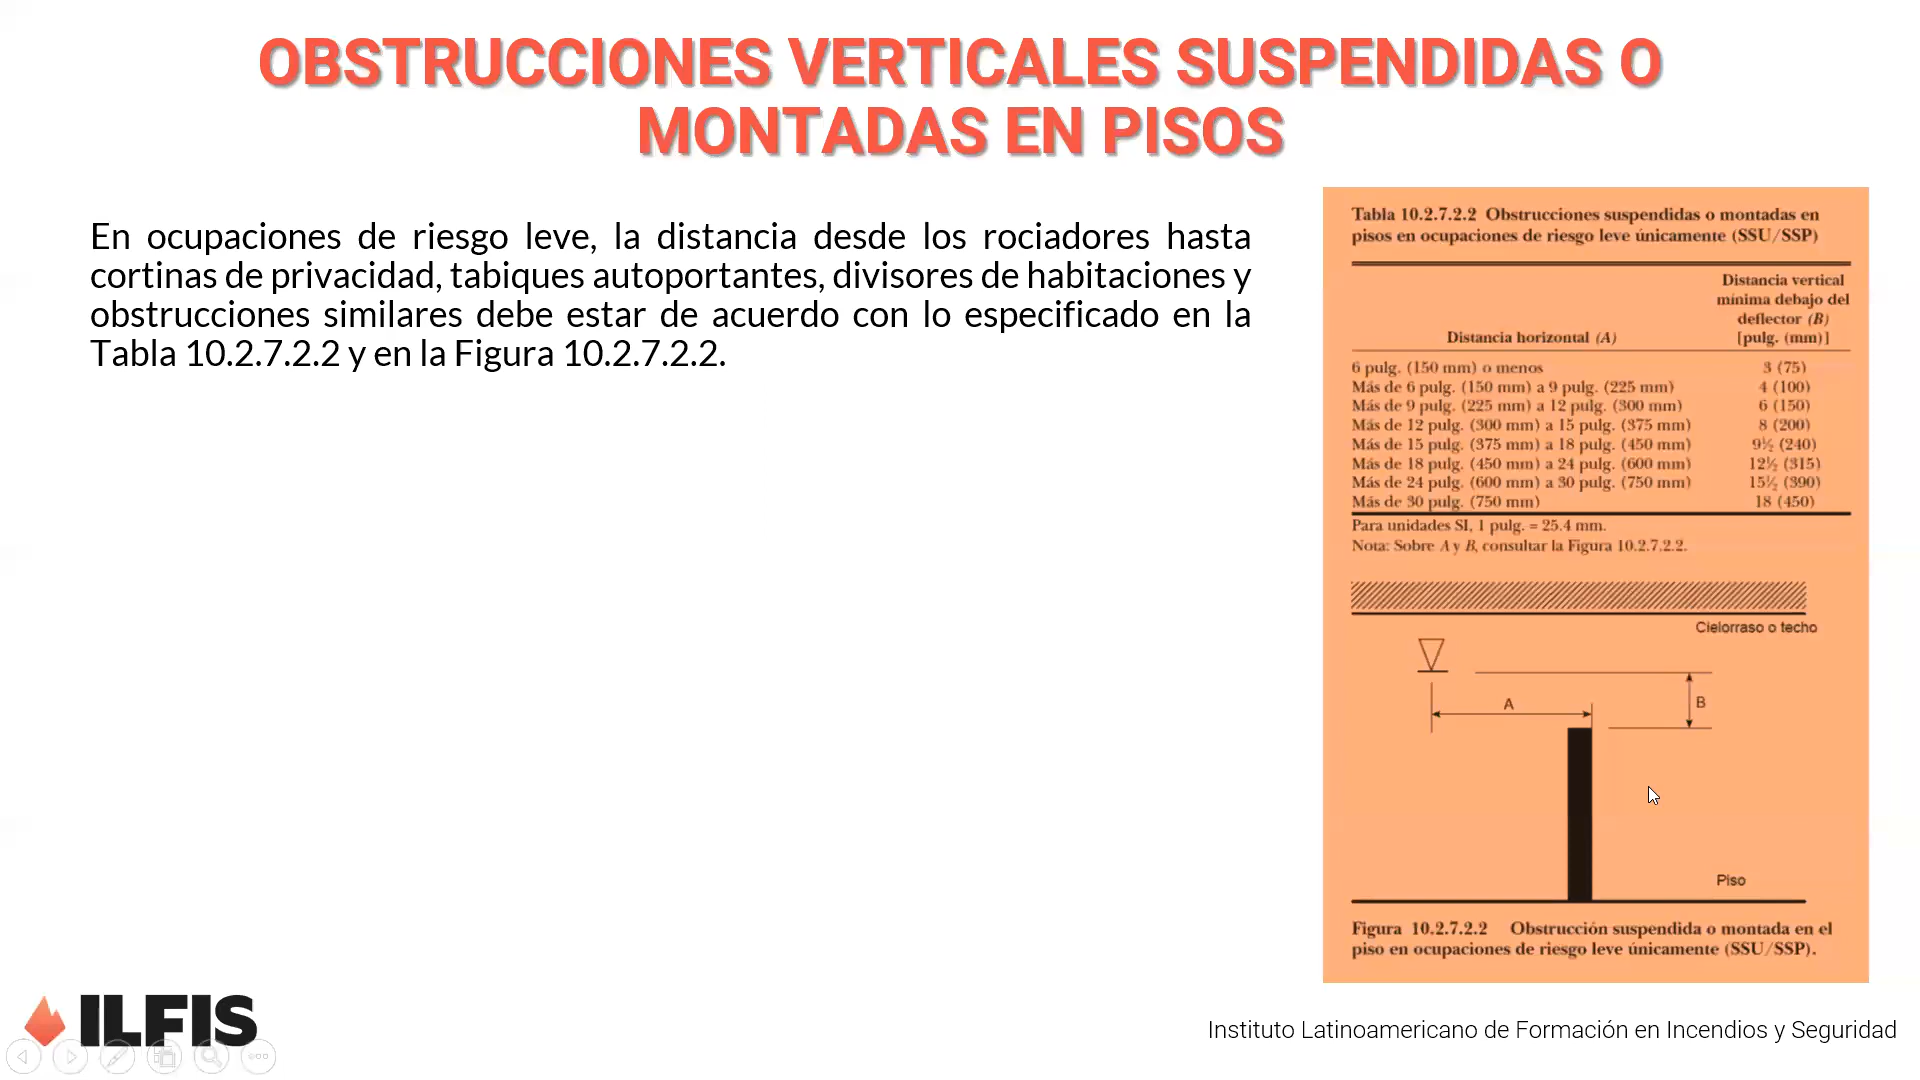 OBSTRUCCIONES VERTICALES SUSPENDIDAS O
MONTADAS EN PISOS
En ocupaciones de riesgo leve, la distancia desde los rociadores hasta
cortinas de privacidad, tabiques autoportantes, divisores de habitaciones y
obstrucciones similares debe estar de acuerdo con lo especificado en la
Tabla 10.2.7.2.2 y en la Figura 10.2.7.2.2.
Tabla 10.2.7.2.2 Obstrucciones suspendidas o montadas en
pisos en ocupaciones de riesgo leve únicamente (SSU/SSP)
Distancia vertical
mínima debajo del
deflector (B)
Distancia horizontal (A) [pulg. (mm)]
6 pulg. (150 mm) o menos 3 (75)
Más de 6 pulg. (150 mm) a 9 pulg. (225 mm) 4 (100)
Más de 9 pulg. (225 mm) a 12 pulg. (300 mm) 6 (150)
Más de 12 pulg. (300 mm) a 15 pulg. (375 mm) 8 (200)
Más de 15 pulg. (375 mm) a 18 pulg. (450 mm) 9½ (240)
Más de 18 pulg. (450 mm) a 24 pulg. (600 mm) 12½ (315)
Más de 24 pulg. (600 mm) a 30 pulg. (750 mm) 15½ (390)
Más de 30 pulg. (750 mm) 18 (450)
Para unidades SI, 1 pulg. = 25.4 mm.
Nota: Sobre A y B, consultar la Figura 10.2.7.2.2.
Cielorraso o techo
A
B
Piso
Figura 10.2.7.2.2 Obstrucción suspendida o montada en el
piso en ocupaciones de riesgo leve únicamente (SSU/SSP).
ILFIS
Instituto Latinoamericano de Formación en Incendios y Seguridad